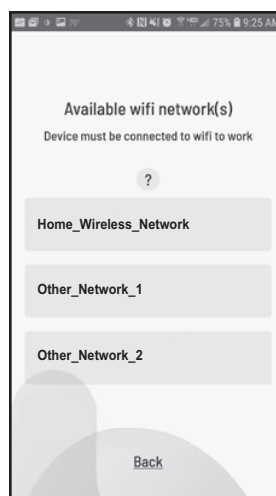 70° 75% 9:25 AM
Available wifi network(s)
Device must be connected to wifi to work
?
Home_Wireless_Network
Other_Network_1
Other_Network_2
Back